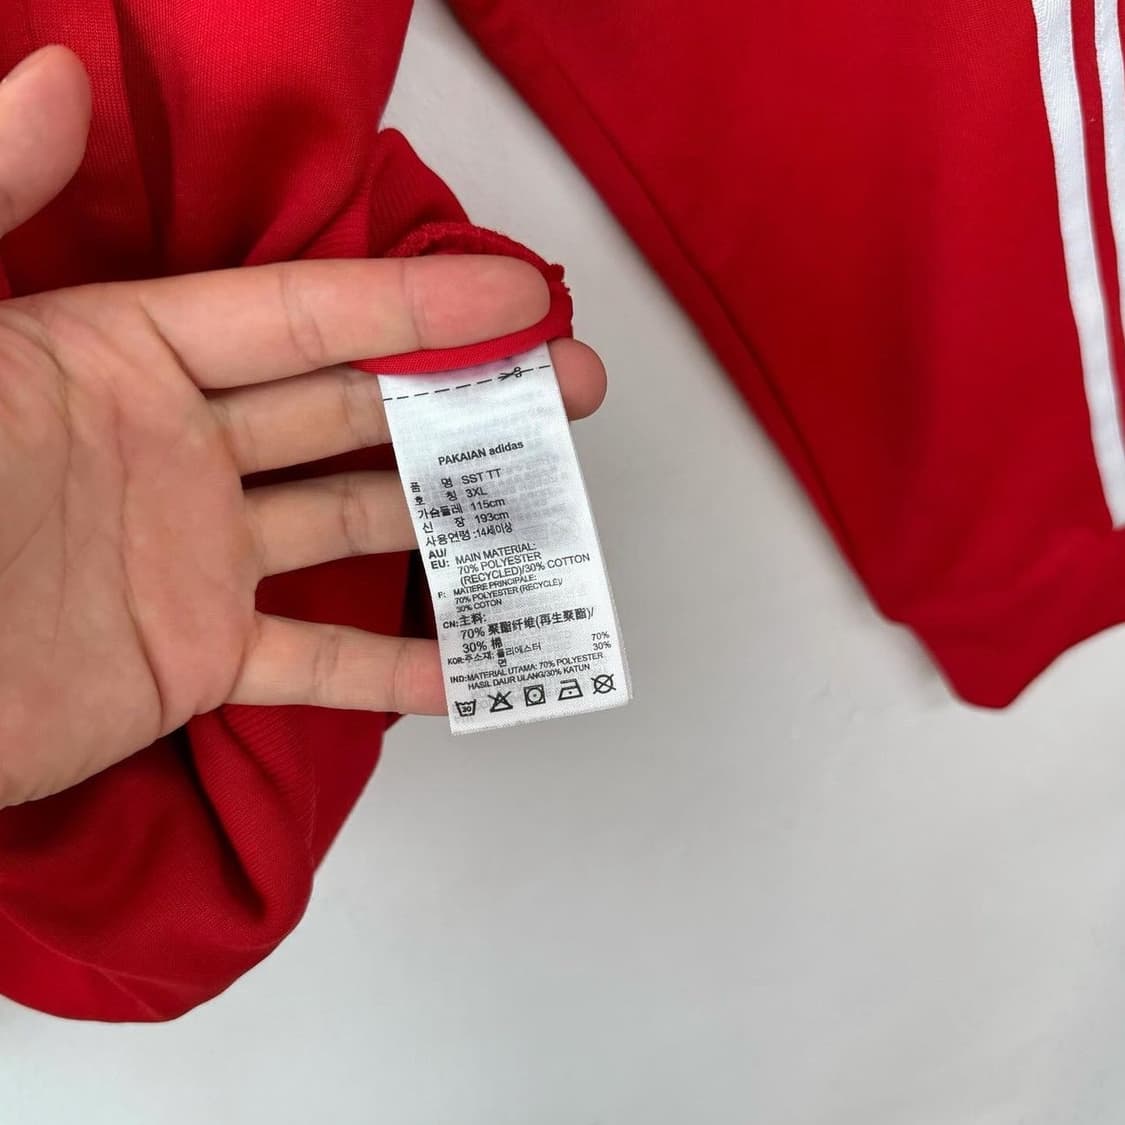 PAKAIAN adidas
품 명 SST TT
호 칭 3XL
가슴둘레 115cm
신 장 193cm
사용연령 :14세이상
AU/
EU: MAIN MATERIAL:
70% POLYESTER
(RECYCLED)/30% COTTON
F: MATIERE PRINCIPALE:
70% POLYESTER (RECYCLÉ)/
30% COTON
CN:主料:
70% 聚酯纤维(再生聚酯)/
30% 棉
KOR:주소재: 폴리에스터 70%
면 30%
IND:MATERIAL UTAMA: 70% POLYESTER
HASIL DAUR ULANG/30% KATUN
30